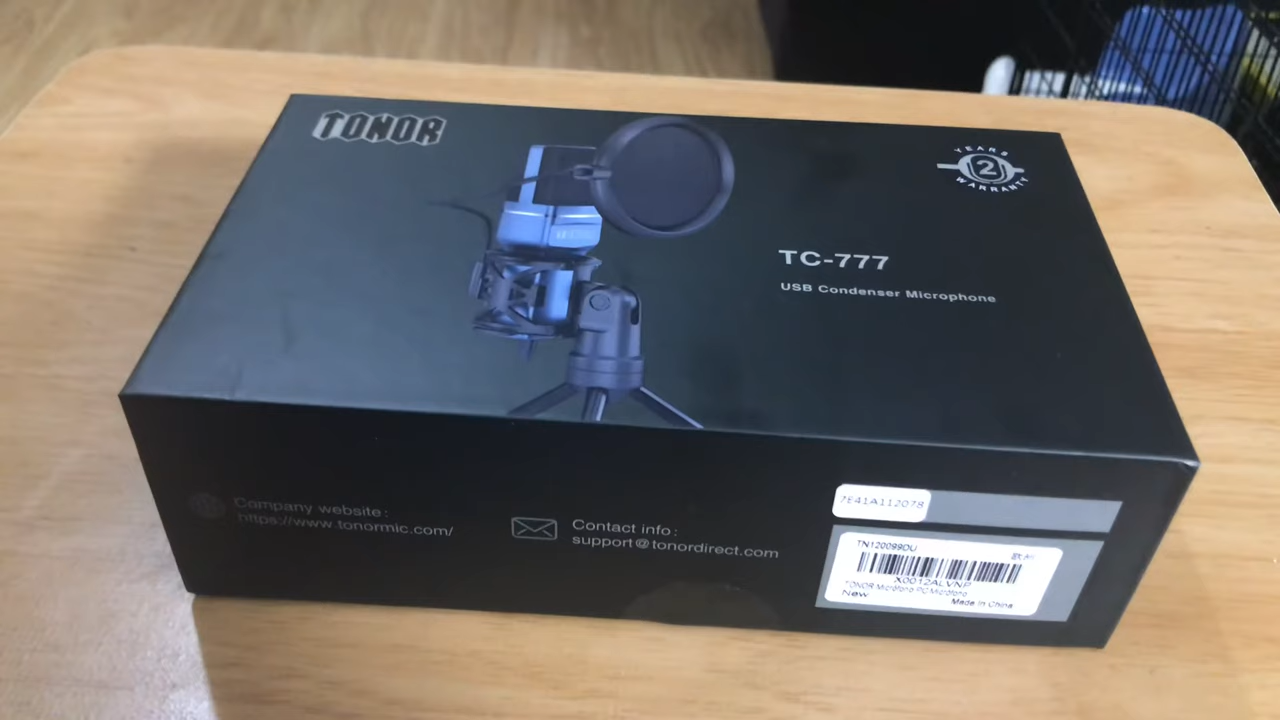 TONOR
YEARS
2
WARRANTY
TC-777
USB Condenser Microphone
Company website:
https://www.tonormic.com/
Contact info:
support@tonordirect.com
7E41A112078
TN120099DU
X0012ALVNP
TONOR Micrófono PC Micrófono
New
Made in China